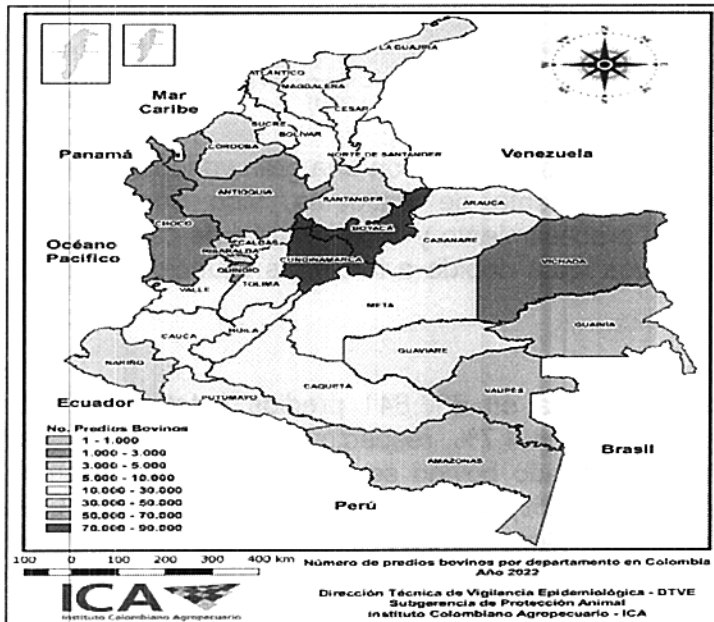 LA GUAJIRA
ATLANTICO
MAGDALENA
Mar
Caribe
CESAR
SUCRE
BOLIVAR
CORDOBA
Panamá
NORTE DE SANTANDER
Venezuela
ANTIOQUIA
SANTANDER
ARAUCA
CHOCO
BOYACA
CASANARE
Océano
Pacifico
CALDAS
RISARALDA
CUNDINAMARCA
VICHADA
QUINDIO
TOLIMA
VALLE
META
GUAINIA
CAUCA
HUILA
GUAVIARE
NARIÑO
VAUPES
CAQUETA
Ecuador
PUTUMAYO
No. Predios Bovinos
1 - 1.000
1.000 - 3.000
3.000 - 5.000
5.000 - 10.000
10.000 - 30.000
30.000 - 50.000
50.000 - 70.000
70.000 - 90.000
AMAZONAS
Brasil
Perú
100 0 100 200 300 400 km
Número de predios bovinos por departamento en Colombia
Año 2022
ICA
Instituto Colombiano Agropecuario
Dirección Técnica de Vigilancia Epidemiológica - DTVE
Subgerencia de Protección Animal
Instituto Colombiano Agropecuario - ICA